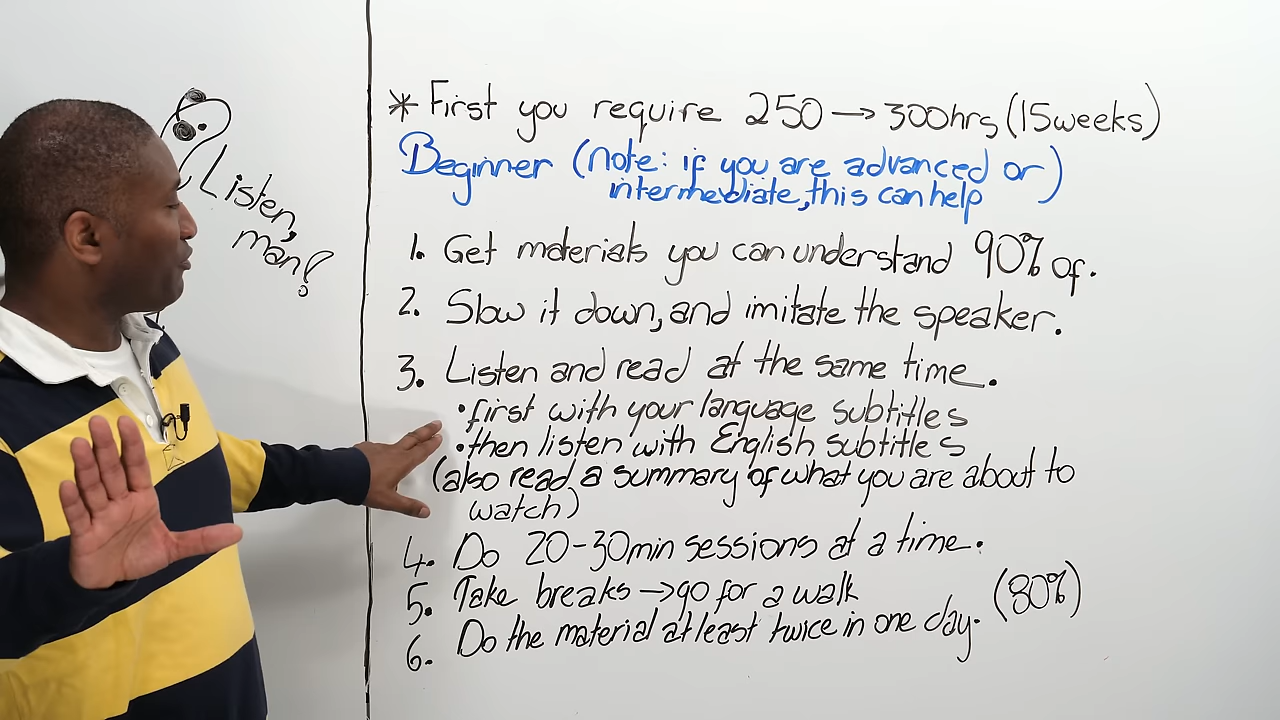 Listen,
man!
* First you require 250 → 300hrs (15weeks)
Beginner (note: if you are advanced or)
intermediate, this can help
1. Get materials you can understand 90% of.
2. Slow it down, and imitate the speaker.
3. Listen and read at the same time.
• first with your language subtitles
• then listen with English subtitles
(also read a summary of what you are about to
watch)
4. Do 20-30min sessions at a time.
5. Take breaks → go for a walk
6. Do the material at least twice in one day. (80%)